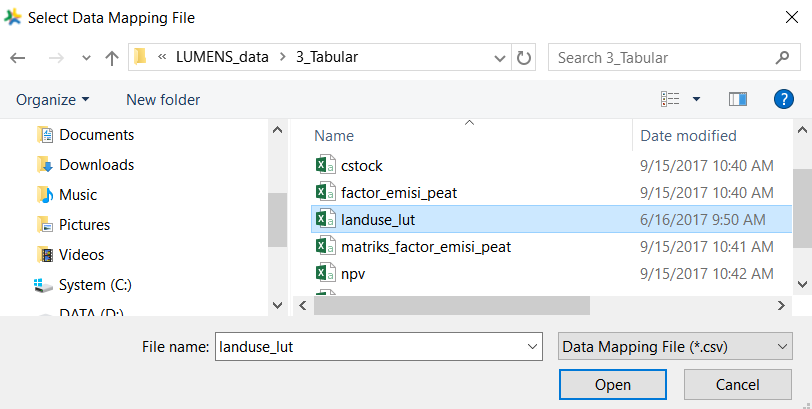 Select Data Mapping File
« LUMENS_data › 3_Tabular
Search 3_Tabular
Organize
New folder
?
Documents
Downloads
Music
Pictures
Videos
System (C:)
DATA (D:)
Name Date modified
cstock 9/15/2017 10:40 AM
factor_emisi_peat 9/15/2017 10:40 AM
landuse_lut 6/16/2017 9:50 AM
matriks_factor_emisi_peat 9/15/2017 10:41 AM
npv 9/15/2017 10:42 AM
File name: landuse_lut Data Mapping File (*.csv)
Open Cancel